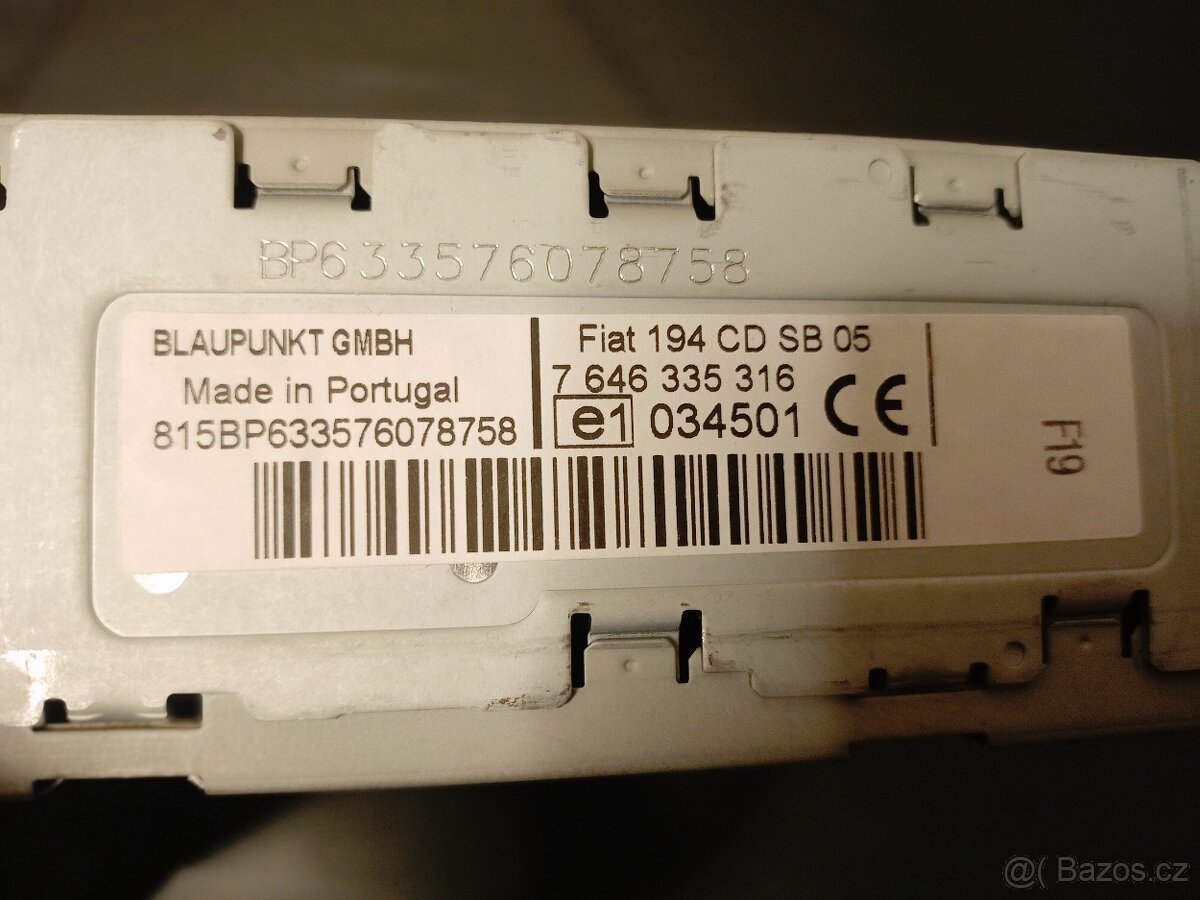 BP633576078758
BLAUPUNKT GMBH
Made in Portugal
815BP633576078758
Fiat 194 CD SB 05
7 646 335 316
e1 034501 CE
F19
@( Bazos.cz